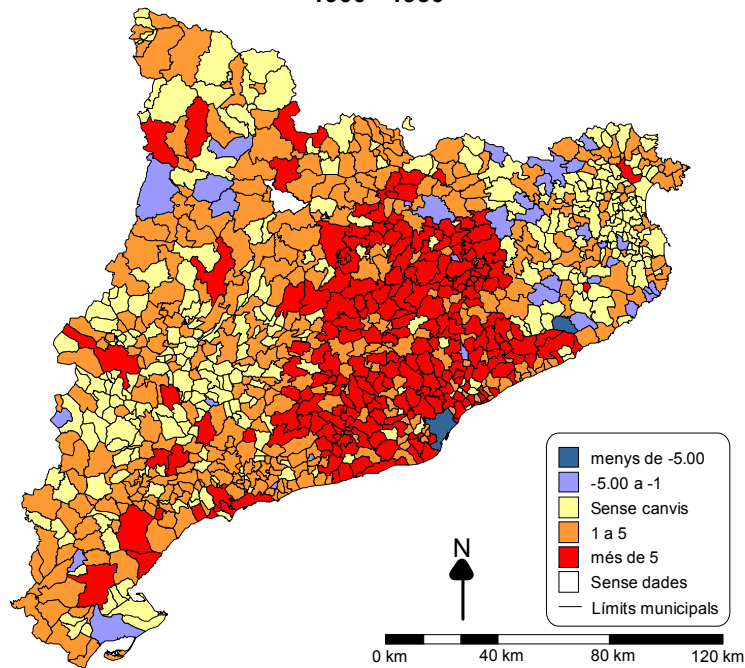 menys de -5.00
-5.00 a -1
Sense canvis
1 a 5
més de 5
Sense dades
Límits municipals
N
0 km 40 km 80 km 120 km